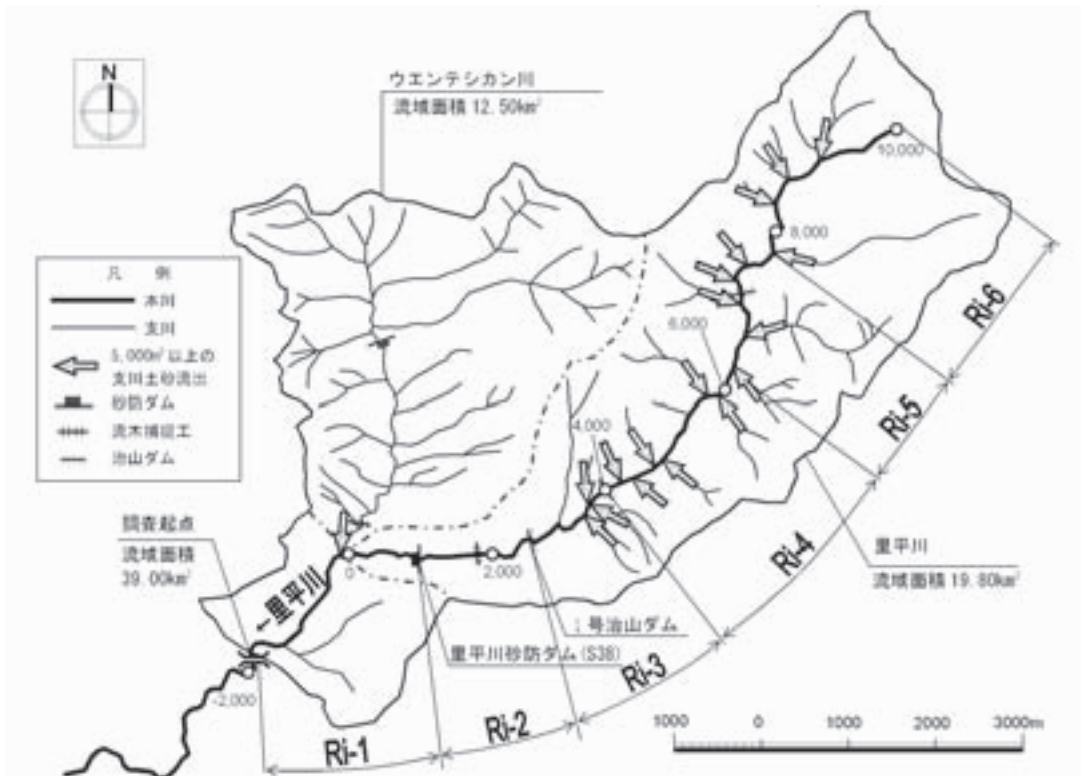 N
ウエンテシカン川
流域面積 12.50km²
10,000
8,000
凡 例
本川
支川
5,000m³以上の
支川土砂流出
砂防ダム
流木捕捉工
治山ダム
6,000
Ri-6
4,000
Ri-5
調査起点
流域面積
39.00km²
0
2,000
Ri-4
里平川
流域面積 19.80km²
←里平川
1号治山ダム
里平川砂防ダム(S38)
Ri-3
-2,000
Ri-2
Ri-1
1000 0 1000 2000 3000m